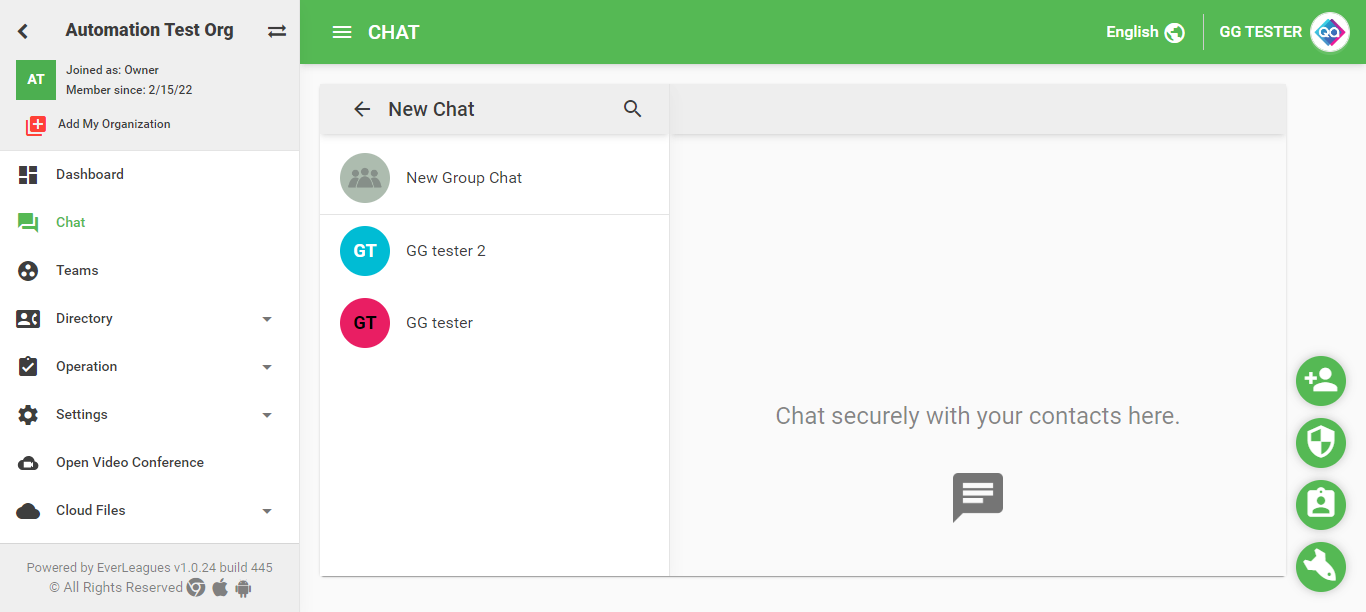 Automation Test Org
AT
Joined as: Owner
Member since: 2/15/22
Add My Organization
Dashboard
Chat
Teams
Directory
Operation
Settings
Open Video Conference
Cloud Files
Powered by EverLeagues v1.0.24 build 445
© All Rights Reserved
CHAT
English
GG TESTER
QA
New Chat
New Group Chat
GT
GG tester 2
GT
GG tester
Chat securely with your contacts here.